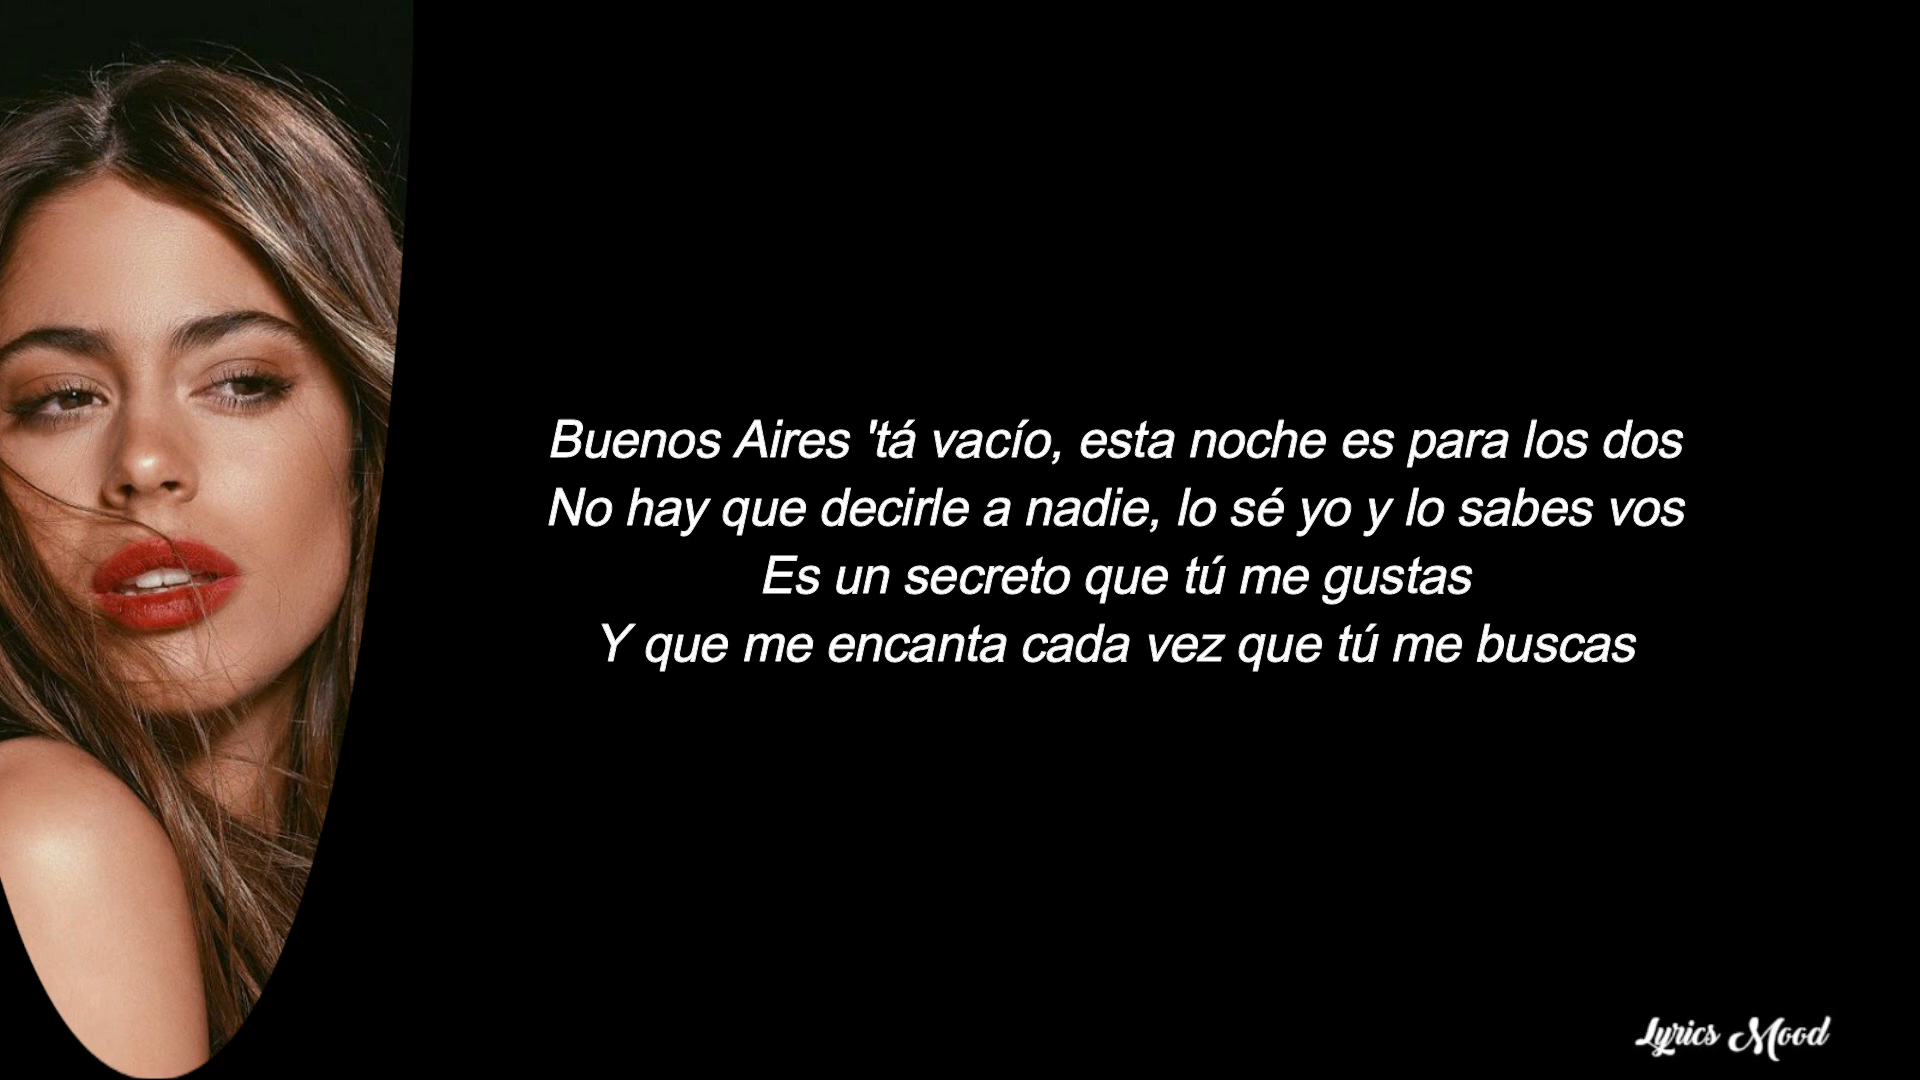 Buenos Aires 'tá vacío, esta noche es para los dos
No hay que decirle a nadie, lo sé yo y lo sabes vos
Es un secreto que tú me gustas
Y que me encanta cada vez que tú me buscas
Lyrics Mood